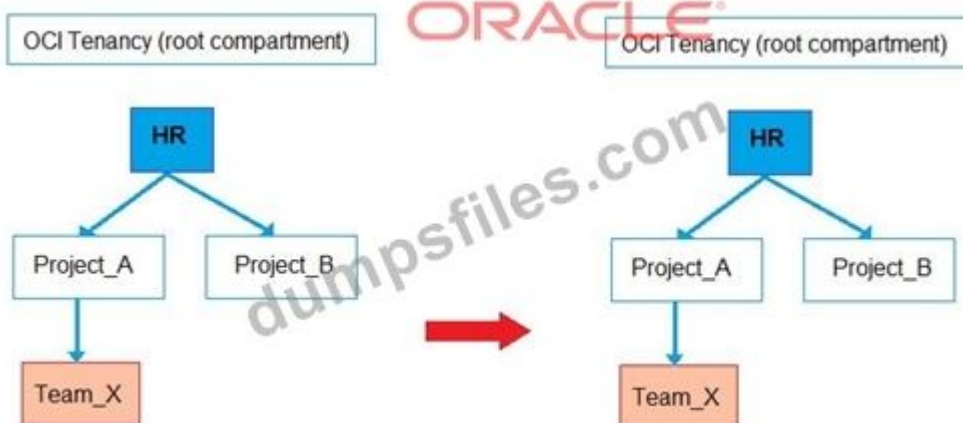 ORACLE
OCI Tenancy (root compartment)
OCI Tenancy (root compartment)
HR
HR
Project_A
Project_B
Project_A
Project_B
Team_X
Team_X
dumpsfiles.com